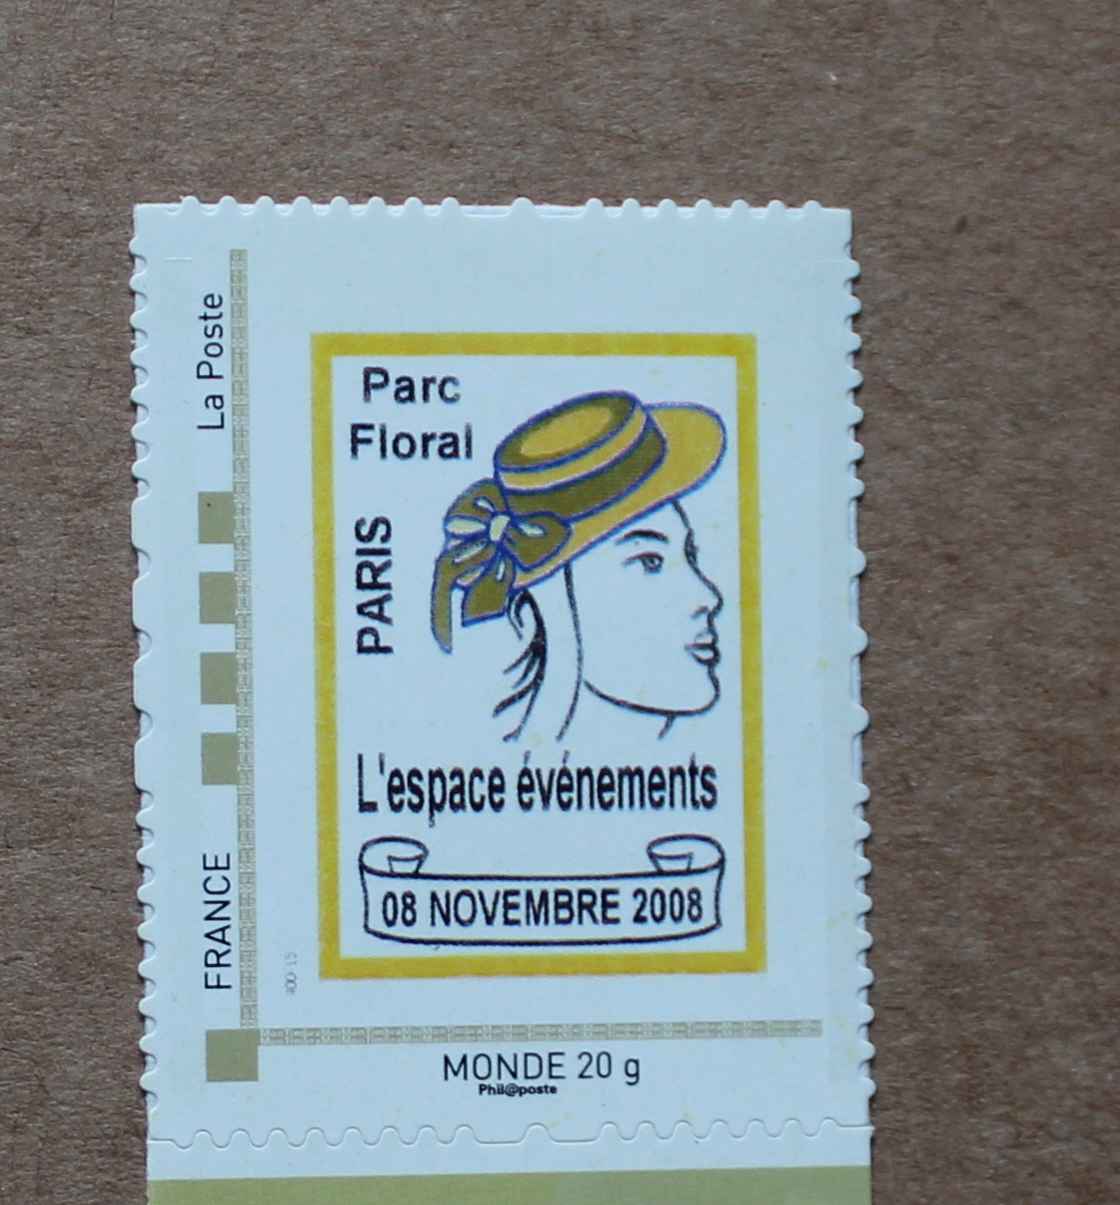 La Poste
FRANCE
Parc
Floral
PARIS
L'espace événements
08 NOVEMBRE 2008
MONDE 20 g
Phil@poste